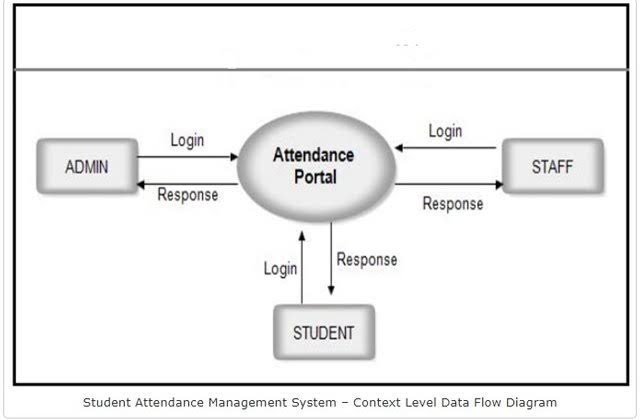 Login
Login
ADMIN
Attendance
Portal
STAFF
Response
Response
Login
Response
STUDENT
Student Attendance Management System – Context Level Data Flow Diagram